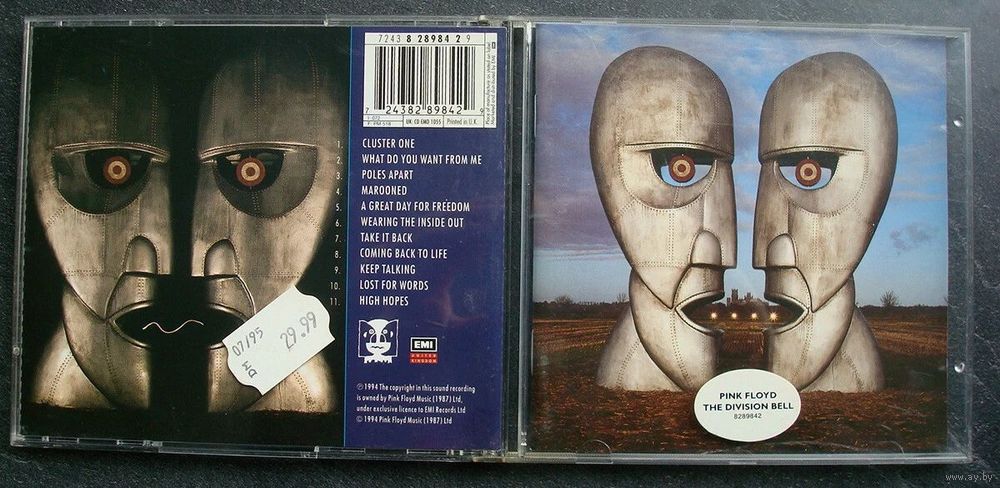 7243 8 28984 2 9
7 24382 89842 9
UK: CD EMD 1055
Printed in U.K.
1. CLUSTER ONE
2. WHAT DO YOU WANT FROM ME
3. POLES APART
4. MAROONED
5. A GREAT DAY FOR FREEDOM
6. WEARING THE INSIDE OUT
7. TAKE IT BACK
8. COMING BACK TO LIFE
9. KEEP TALKING
10. LOST FOR WORDS
11. HIGH HOPES
07/95
29.99
DM
EMI
UNITED
KINGDOM
℗ 1994 The copyright in this sound recording
is owned by Pink Floyd Music (1987) Ltd,
under exclusive licence to EMI Records Ltd
© 1994 Pink Floyd Music (1987) Ltd
PINK FLOYD
THE DIVISION BELL
8289842
www.ay.by